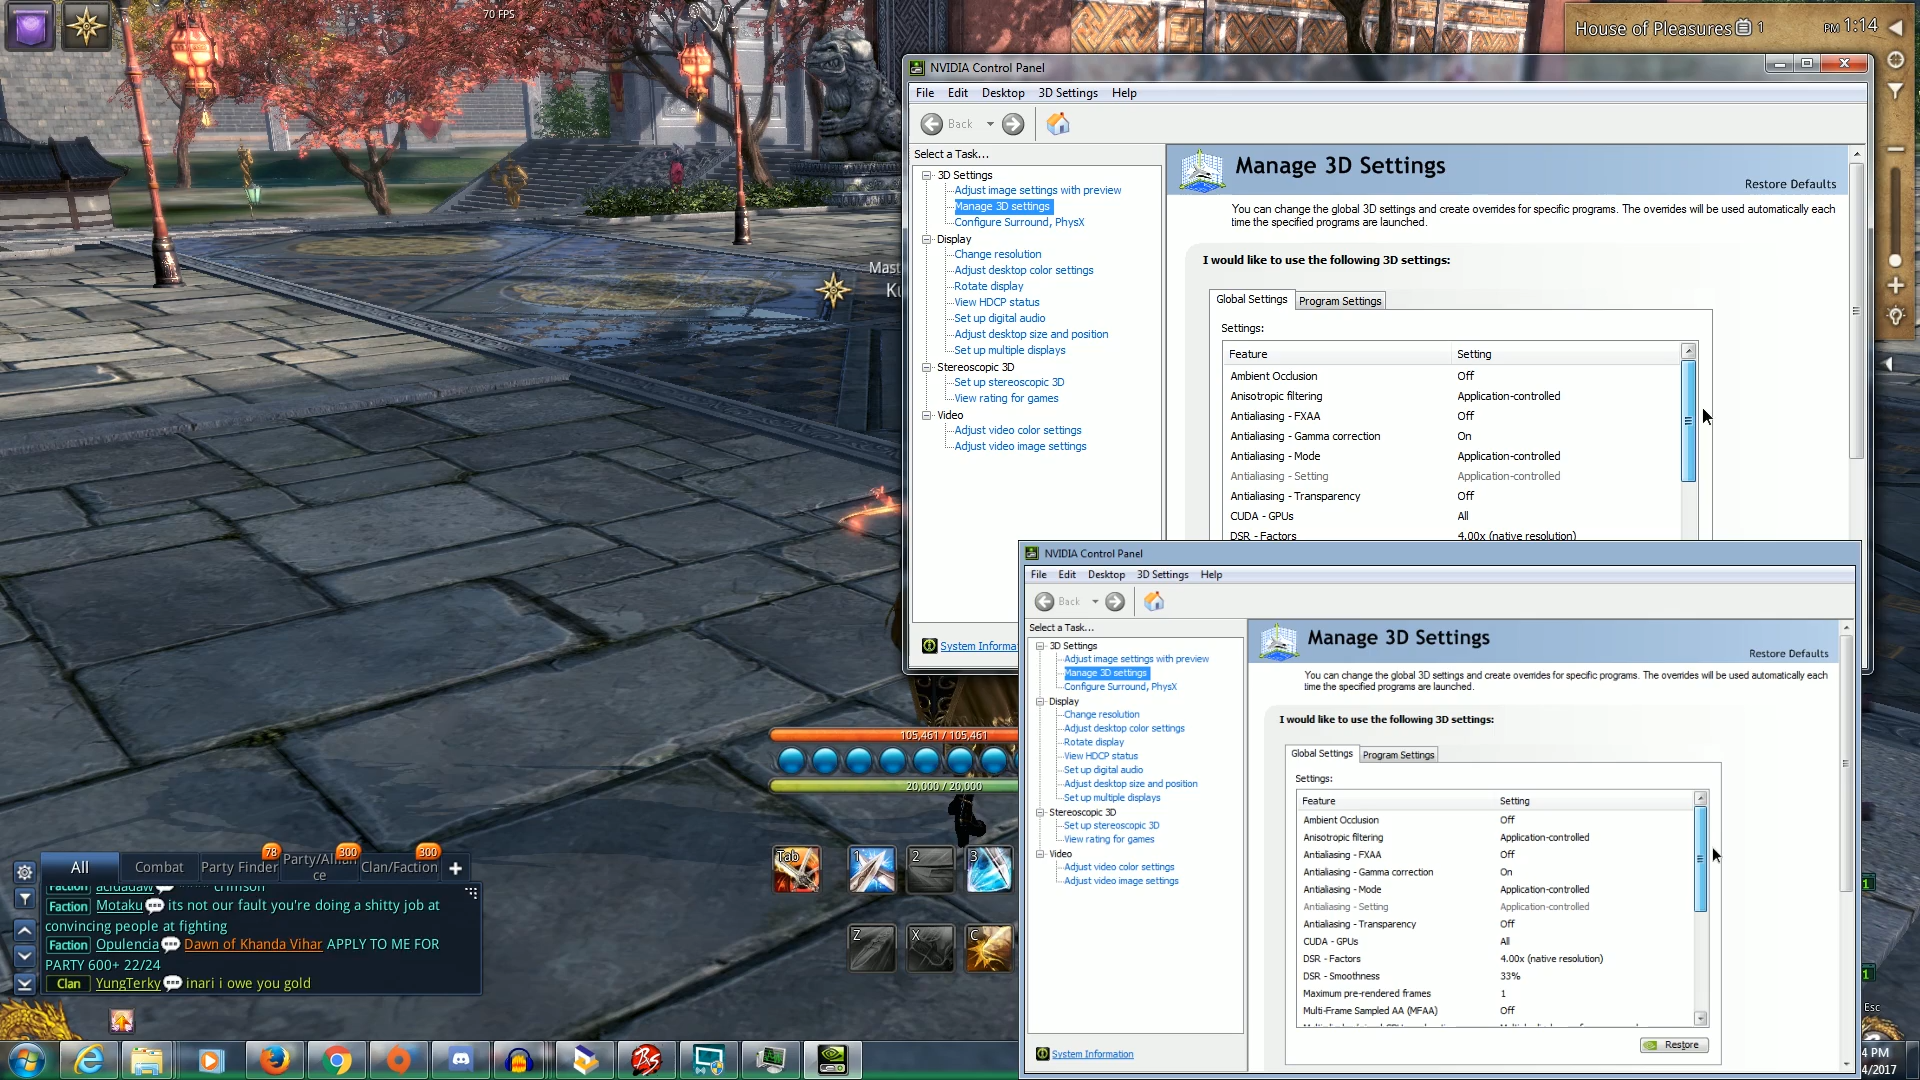 70 FPS
House of Pleasures 1
PM 1:14
Mast
Ku
NVIDIA Control Panel
File Edit Desktop 3D Settings Help
Back
Select a Task...
3D Settings
Adjust image settings with preview
Manage 3D settings
Configure Surround, PhysX
Display
Change resolution
Adjust desktop color settings
Rotate display
View HDCP status
Set up digital audio
Adjust desktop size and position
Set up multiple displays
Stereoscopic 3D
Set up stereoscopic 3D
View rating for games
Video
Adjust video color settings
Adjust video image settings
System Informa
Manage 3D Settings
Restore Defaults
You can change the global 3D settings and create overrides for specific programs. The overrides will be used automatically each
time the specified programs are launched.
I would like to use the following 3D settings:
Global Settings Program Settings
Settings:
Feature Setting
Ambient Occlusion Off
Anisotropic filtering Application-controlled
Antialiasing - FXAA Off
Antialiasing - Gamma correction On
Antialiasing - Mode Application-controlled
Antialiasing - Setting Application-controlled
Antialiasing - Transparency Off
CUDA - GPUs All
DSR - Factors 4.00x (native resolution)
NVIDIA Control Panel
File Edit Desktop 3D Settings Help
Back
Select a Task...
3D Settings
Adjust image settings with preview
Manage 3D settings
Configure Surround, PhysX
Display
Change resolution
Adjust desktop color settings
Rotate display
View HDCP status
Set up digital audio
Adjust desktop size and position
Set up multiple displays
Stereoscopic 3D
Set up stereoscopic 3D
View rating for games
Video
Adjust video color settings
Adjust video image settings
System Information
Manage 3D Settings
Restore Defaults
You can change the global 3D settings and create overrides for specific programs. The overrides will be used automatically each
time the specified programs are launched.
I would like to use the following 3D settings:
Global Settings Program Settings
Settings:
Feature Setting
Ambient Occlusion Off
Anisotropic filtering Application-controlled
Antialiasing - FXAA Off
Antialiasing - Gamma correction On
Antialiasing - Mode Application-controlled
Antialiasing - Setting Application-controlled
Antialiasing - Transparency Off
CUDA - GPUs All
DSR - Factors 4.00x (native resolution)
DSR - Smoothness 33%
Maximum pre-rendered frames 1
Multi-Frame Sampled AA (MFAA) Off
Restore
105,461 / 105,461
20,000 / 20,000
Tab 1 2 3
Z X C
78 300 300
All Combat Party Finder Party/Allian
ce Clan/Faction
Faction acidadaw crimson
Faction Motaku its not our fault you're doing a shitty job at
convincing people at fighting
Faction Opulencia Dawn of Khanda Vihar APPLY TO ME FOR
PARTY 600+ 22/24
Clan YungTerky inari i owe you gold
1
1
Esc
4 PM
4/2017